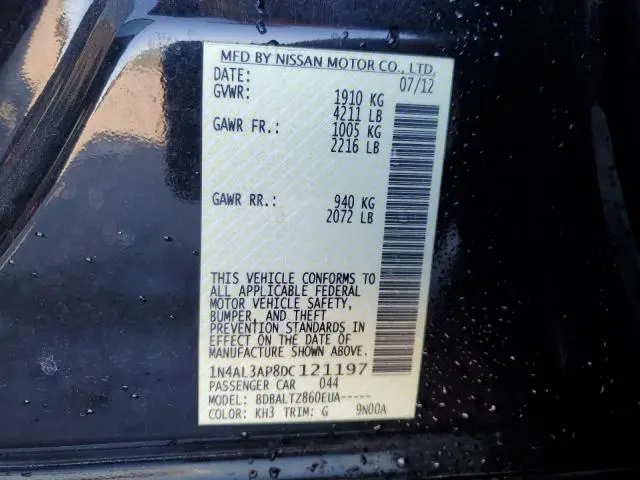 MFD BY NISSAN MOTOR CO., LTD.
DATE: 07/12
GVWR: 1910 KG
4211 LB
GAWR FR.: 1005 KG
2216 LB
GAWR RR.: 940 KG
2072 LB
THIS VEHICLE CONFORMS TO
ALL APPLICABLE FEDERAL
MOTOR VEHICLE SAFETY,
BUMPER, AND THEFT
PREVENTION STANDARDS IN
EFFECT ON THE DATE OF
MANUFACTURE SHOWN ABOVE.
1N4AL3AP8DC121197
PASSENGER CAR 044
MODEL: BDBALTZ860EUA-----
COLOR: KH3 TRIM: G 9N00A